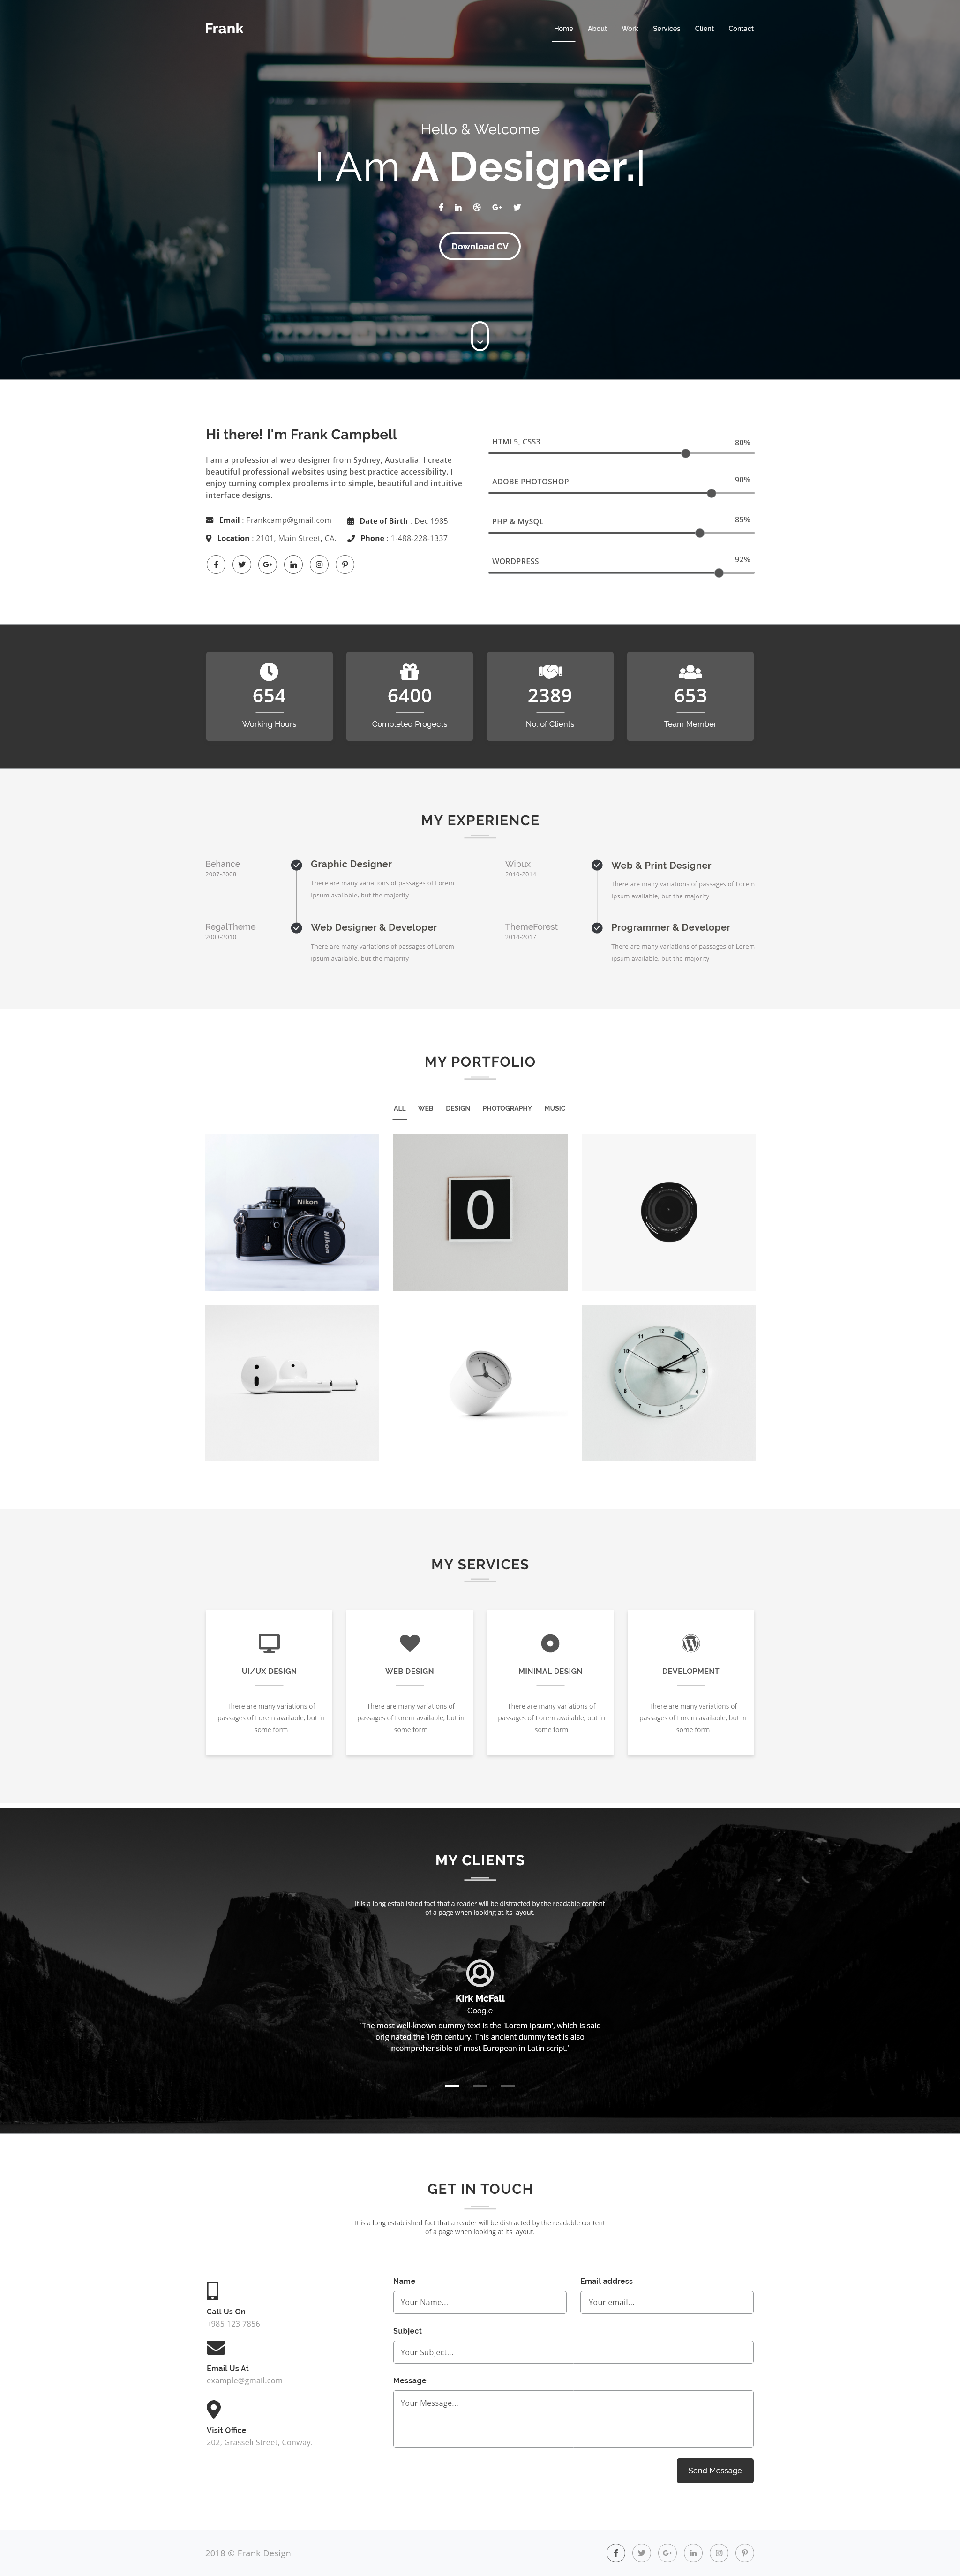 Frank
Home About Work Services Client Contact
Hello & Welcome
I Am A Designer.|
Download CV
Hi there! I'm Frank Campbell
I am a professional web designer from Sydney, Australia. I create
beautiful professional websites using best practice accessibility. I
enjoy turning complex problems into simple, beautiful and intuitive
interface designs.
Email : Frankcamp@gmail.com
Date of Birth : Dec 1985
Location : 2101, Main Street, CA.
Phone : 1-488-228-1337
HTML5, CSS3 80%
ADOBE PHOTOSHOP 90%
PHP & MySQL 85%
WORDPRESS 92%
654
Working Hours
6400
Completed Progects
2389
No. of Clients
653
Team Member
MY EXPERIENCE
Behance
2007-2008
Graphic Designer
There are many variations of passages of Lorem
Ipsum available, but the majority
RegalTheme
2008-2010
Web Designer & Developer
There are many variations of passages of Lorem
Ipsum available, but the majority
Wipux
2010-2014
Web & Print Designer
There are many variations of passages of Lorem
Ipsum available, but the majority
ThemeForest
2014-2017
Programmer & Developer
There are many variations of passages of Lorem
Ipsum available, but the majority
MY PORTFOLIO
ALL WEB DESIGN PHOTOGRAPHY MUSIC
Nikon
Nikon
0
12
11
10
2
9
3
8
4
7
5
6
MY SERVICES
UI/UX DESIGN
There are many variations of
passages of Lorem available, but in
some form
WEB DESIGN
There are many variations of
passages of Lorem available, but in
some form
MINIMAL DESIGN
There are many variations of
passages of Lorem available, but in
some form
DEVELOPMENT
There are many variations of
passages of Lorem available, but in
some form
MY CLIENTS
It is a long established fact that a reader will be distracted by the readable content
of a page when looking at its layout.
Kirk McFall
Google
"The most well-known dummy text is the 'Lorem Ipsum', which is said
originated the 16th century. This ancient dummy text is also
incomprehensible of most European in Latin script."
GET IN TOUCH
It is a long established fact that a reader will be distracted by the readable content
of a page when looking at its layout.
Call Us On
+985 123 7856
Email Us At
example@gmail.com
Visit Office
202, Grasseli Street, Conway.
Name
Your Name...
Email address
Your email...
Subject
Your Subject...
Message
Your Message...
Send Message
2018 © Frank Design